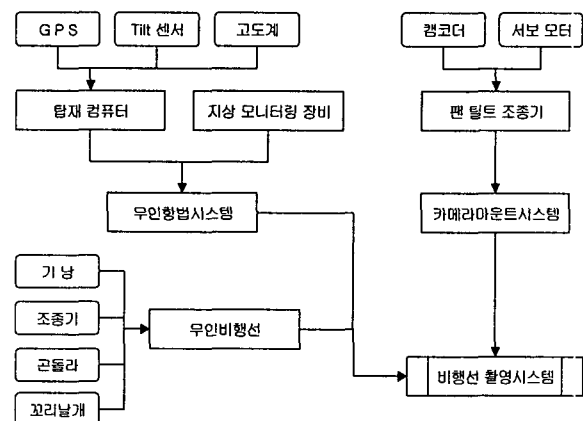 G P S
Tilt 센서
고도계
캠코더
서보 모터
탑재 컴퓨터
지상 모니터링 장비
팬 틸트 조종기
무인항법시스템
카메라마운트시스템
기 낭
조종기
무인비행선
곤돌라
비행선 촬영시스템
꼬리날개